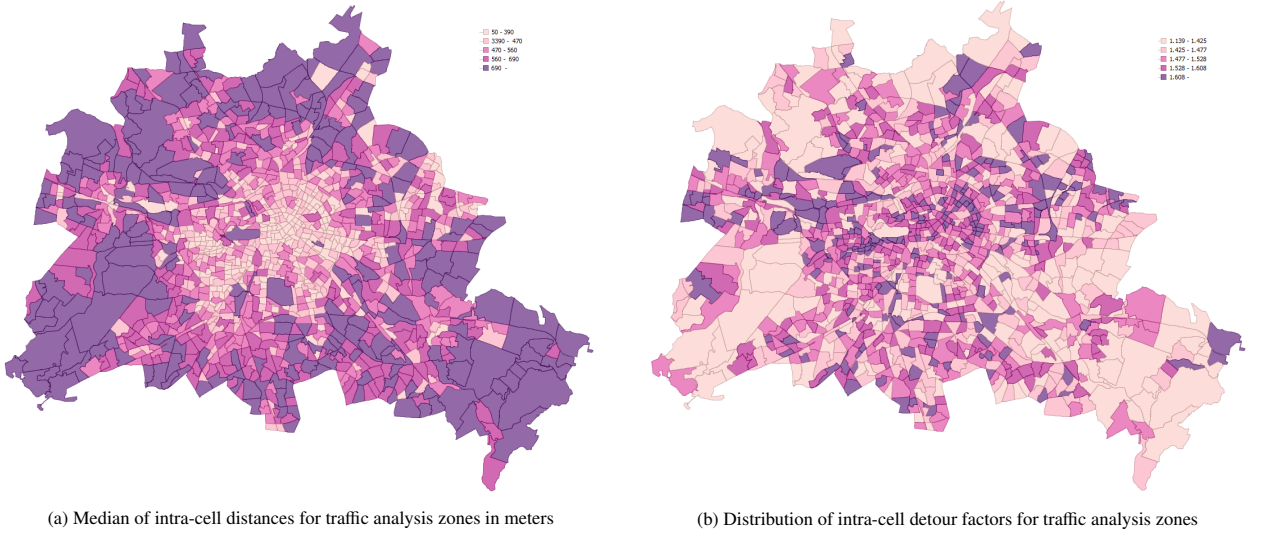 50 - 390
3390 - 470
470 - 560
560 - 690
690 -
1.139 - 1.425
1.425 - 1.477
1.477 - 1.528
1.528 - 1.608
1.608 -
(a) Median of intra-cell distances for traffic analysis zones in meters
(b) Distribution of intra-cell detour factors for traffic analysis zones